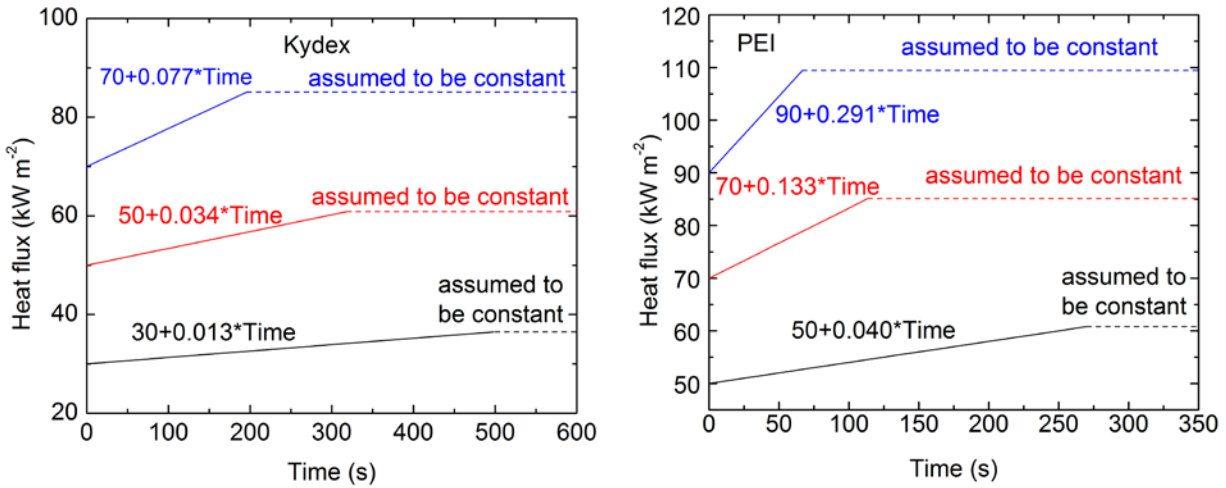 Kydex
70+0.077*Time
assumed to be constant
50+0.034*Time
assumed to be constant
30+0.013*Time
assumed to
be constant
Heat flux (kW m⁻²)
100
80
60
40
20
0
100
200
300
400
500
600
Time (s)
PEI
assumed to be constant
90+0.291*Time
70+0.133*Time
assumed to be constant
50+0.040*Time
assumed to
be constant
Heat flux (kW m⁻²)
120
110
100
90
80
70
60
50
0
50
100
150
200
250
300
350
Time (s)